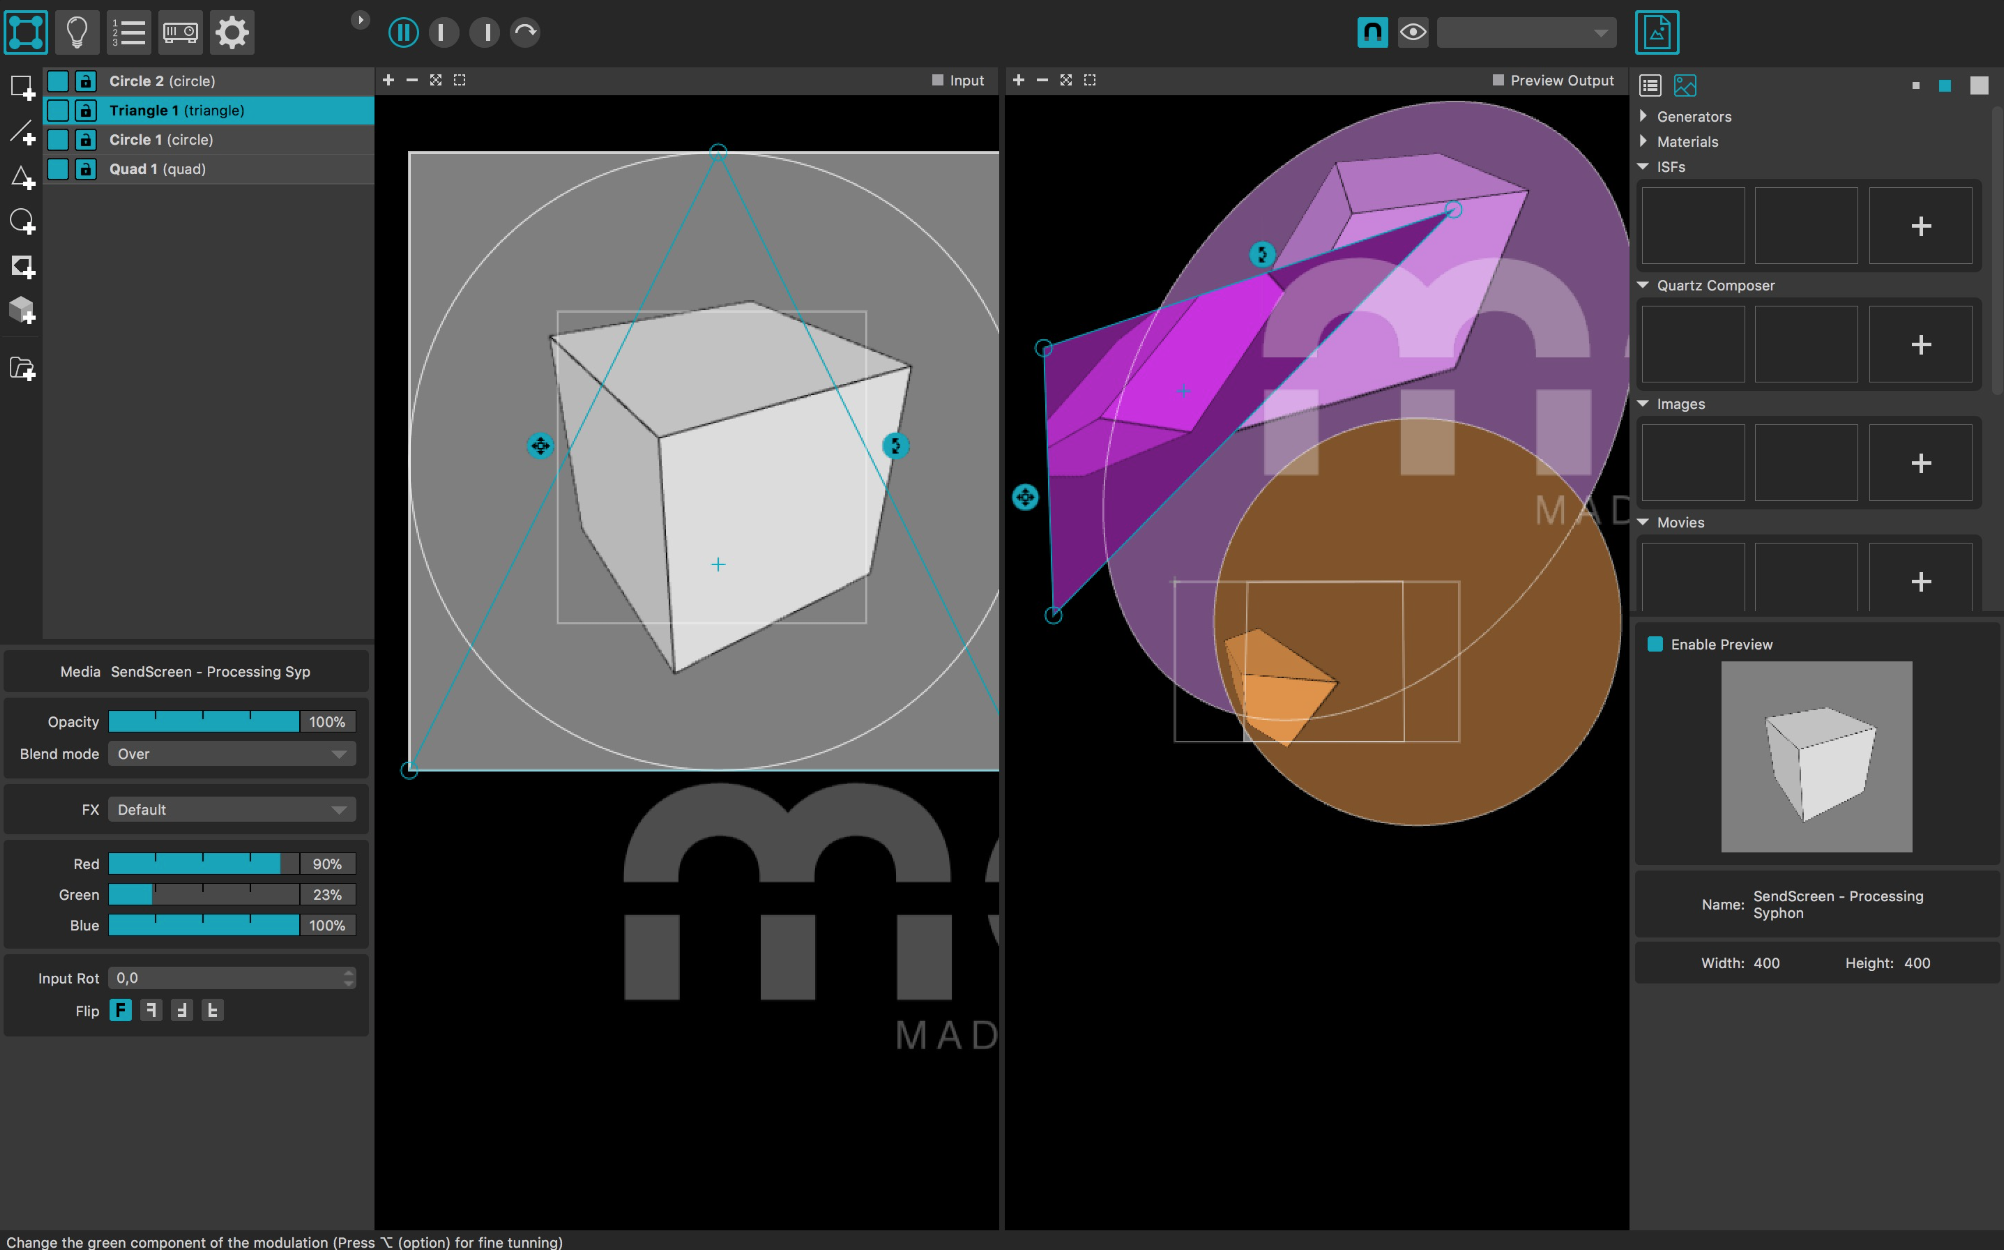 Circle 2 (circle)
Triangle 1 (triangle)
Circle 1 (circle)
Quad 1 (quad)
Input
Preview Output
MAD
MAD
Generators
Materials
ISFs
Quartz Composer
Images
Movies
Media SendScreen - Processing Syp
Opacity 100%
Blend mode Over
FX Default
Red 90%
Green 23%
Blue 100%
Input Rot 0,0
Flip
Enable Preview
Name: SendScreen - Processing
Syphon
Width: 400 Height: 400
Change the green component of the modulation (Press ⌥ (option) for fine tunning)